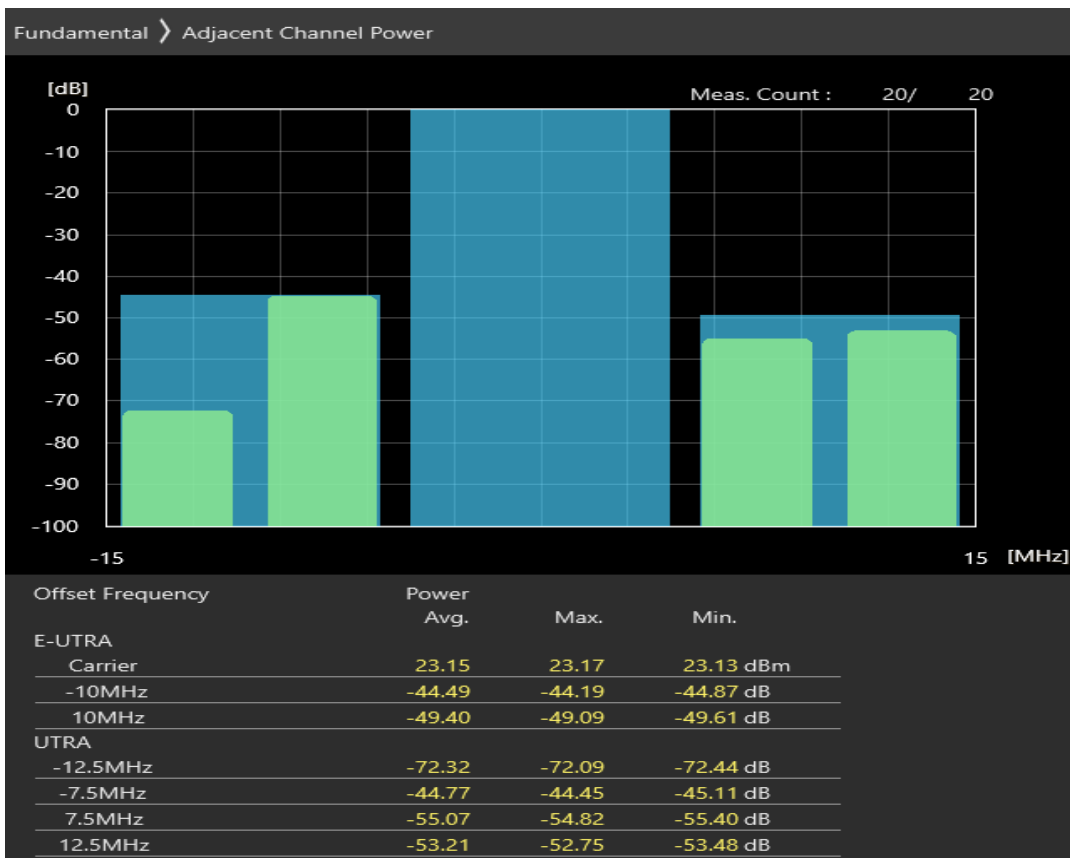 Fundamental 〉 Adjacent Channel Power
[dB]
Meas. Count : 20/ 20
0
-10
-20
-30
-40
-50
-60
-70
-80
-90
-100
-15 15 [MHz]
Offset Frequency Power
Avg. Max. Min.
E-UTRA
Carrier 23.15 23.17 23.13 dBm
-10MHz -44.49 -44.19 -44.87 dB
10MHz -49.40 -49.09 -49.61 dB
UTRA
-12.5MHz -72.32 -72.09 -72.44 dB
-7.5MHz -44.77 -44.45 -45.11 dB
7.5MHz -55.07 -54.82 -55.40 dB
12.5MHz -53.21 -52.75 -53.48 dB